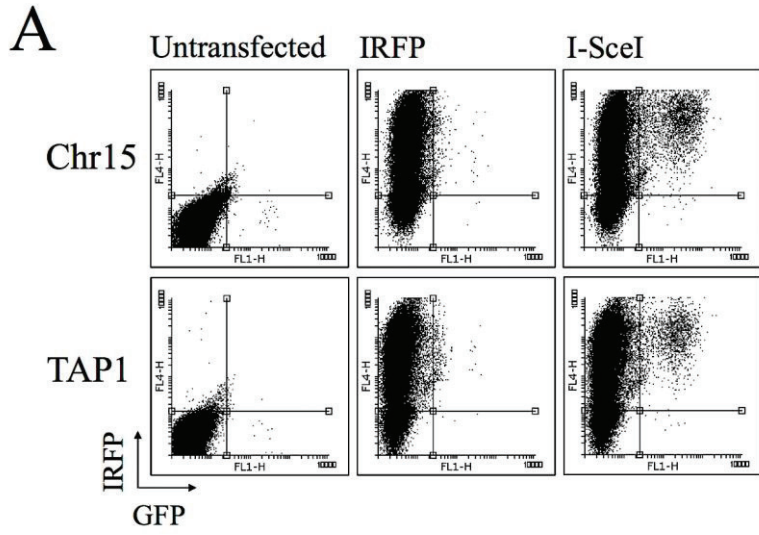 A
Untransfected IRFP I-SceI
Chr15
FL4-H FL4-H FL4-H
10000 10000 10000
FL1-H FL1-H FL1-H
TAP1
FL4-H FL4-H FL4-H
10000 10000 10000
FL1-H FL1-H FL1-H
IRFP
GFP